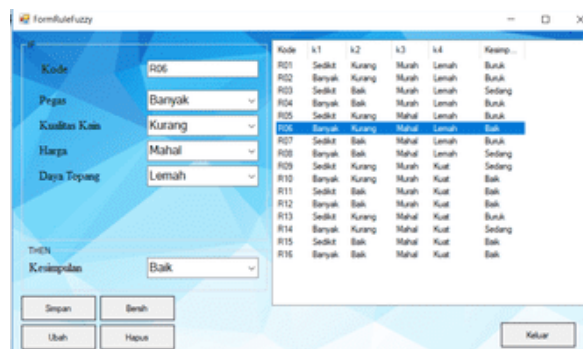 FormRuleFuzzy
IF
Kode R06
Pegas Banyak
Kualitas Kain Kurang
Harga Mahal
Daya Topang Lemah
THEN
Kesimpulan Baik
Simpan Bersih
Ubah Hapus
Kode k1 k2 k3 k4 Kesimp...
R01 Sedikit Kurang Murah Lemah Buruk
R02 Banyak Kurang Murah Lemah Buruk
R03 Sedikit Baik Murah Lemah Sedang
R04 Banyak Baik Murah Lemah Buruk
R05 Sedikit Kurang Mahal Lemah Buruk
R06 Banyak Kurang Mahal Lemah Baik
R07 Sedikit Baik Mahal Lemah Buruk
R08 Banyak Baik Mahal Lemah Sedang
R09 Sedikit Kurang Murah Kuat Sedang
R10 Banyak Kurang Murah Kuat Baik
R11 Sedikit Baik Murah Kuat Baik
R12 Banyak Baik Murah Kuat Baik
R13 Sedikit Kurang Mahal Kuat Buruk
R14 Banyak Kurang Mahal Kuat Sedang
R15 Sedikit Baik Mahal Kuat Baik
R16 Banyak Baik Mahal Kuat Baik
Keluar